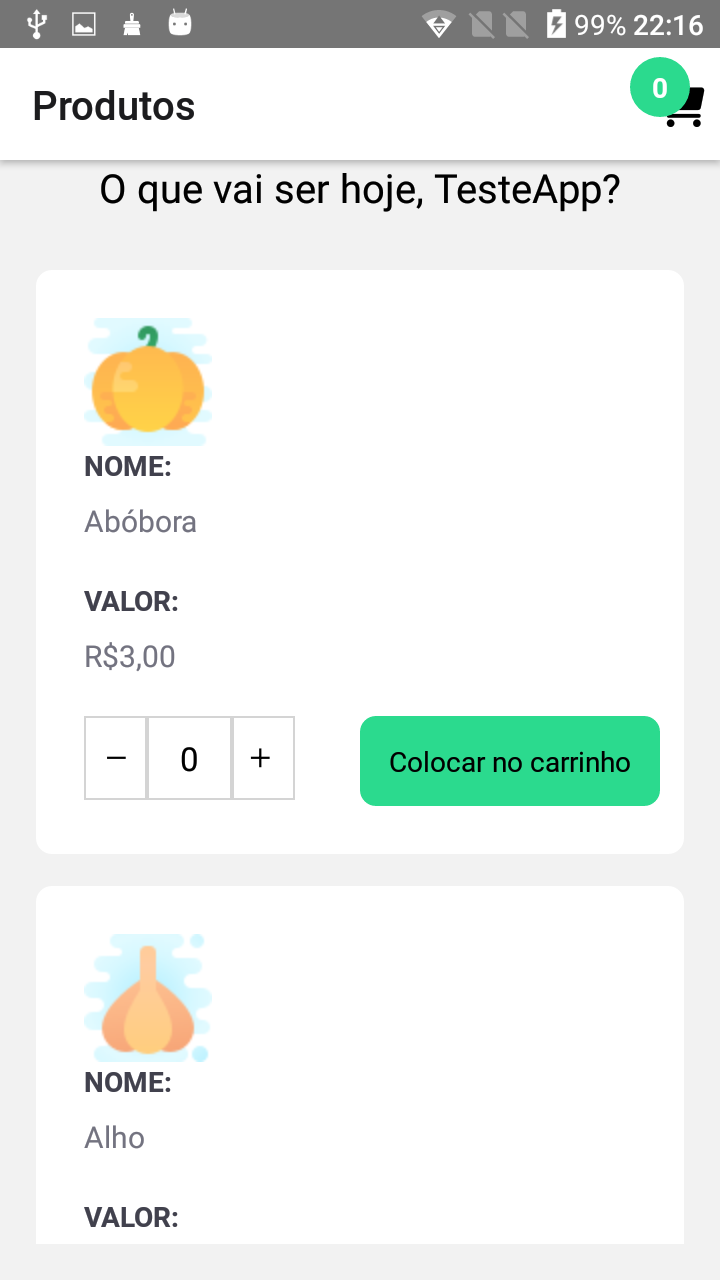 99% 22:16
Produtos
0
O que vai ser hoje, TesteApp?
NOME:
Abóbora
VALOR:
R$3,00
− 0 +
Colocar no carrinho
NOME:
Alho
VALOR: